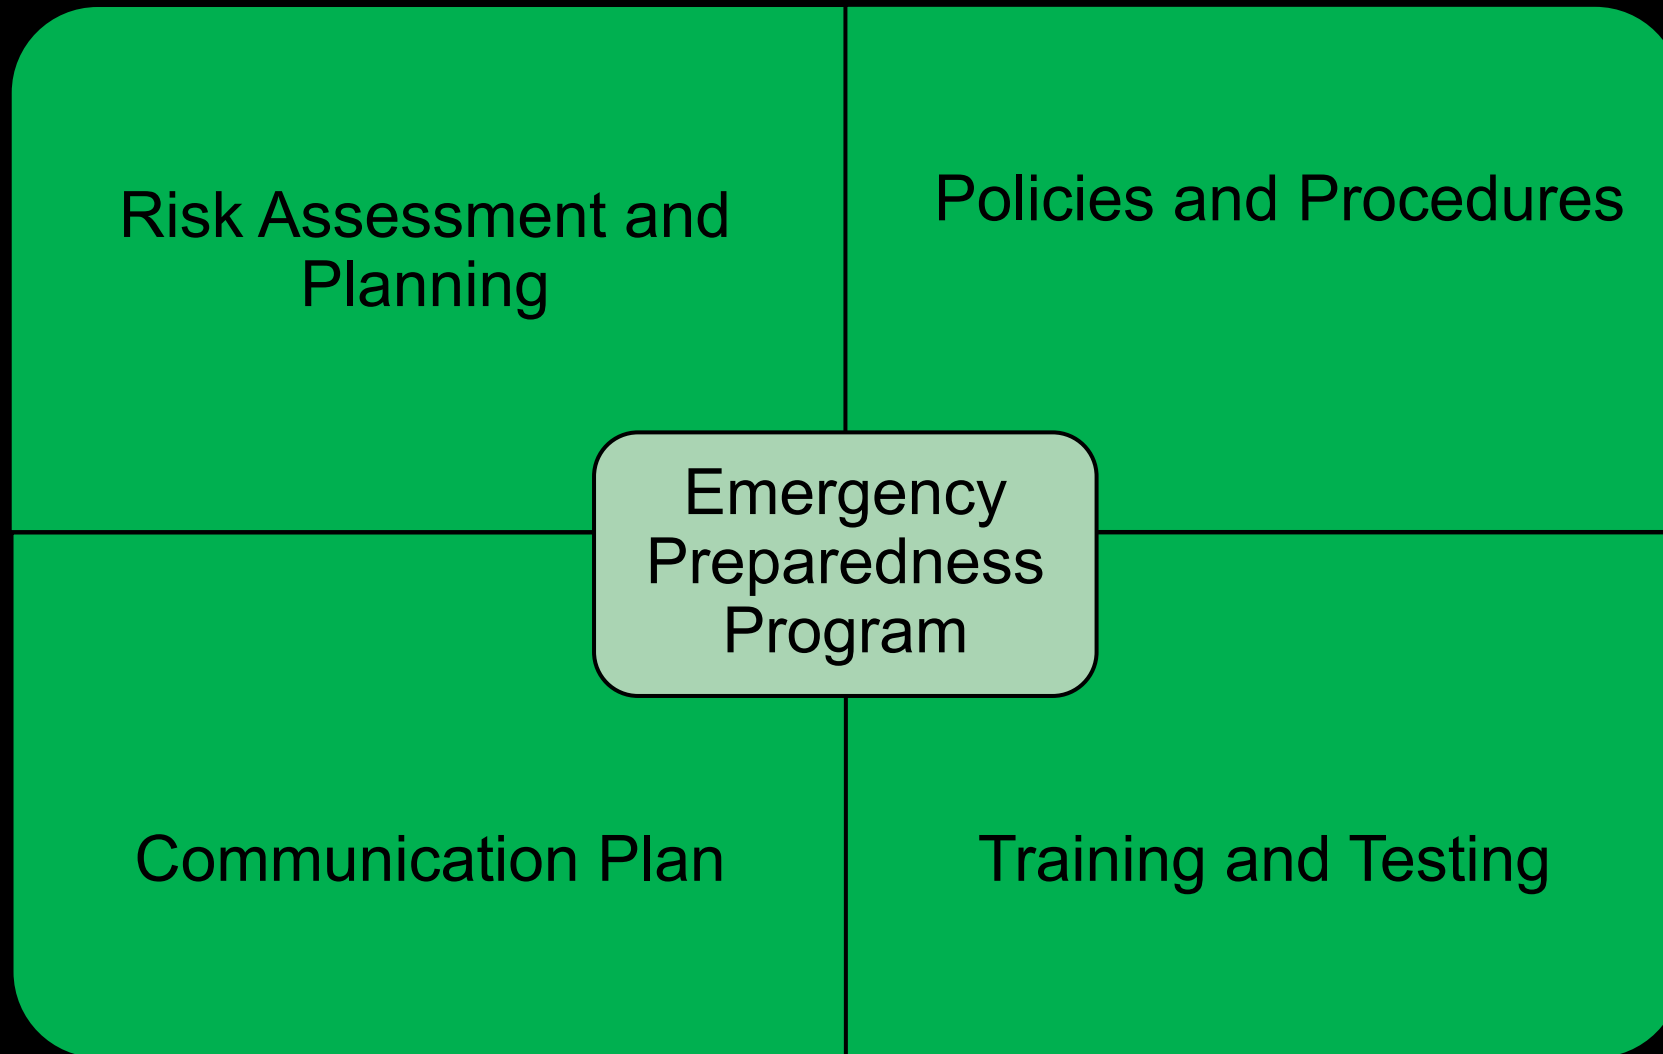 Risk Assessment and
Planning
Policies and Procedures
Emergency
Preparedness
Program
Communication Plan
Training and Testing